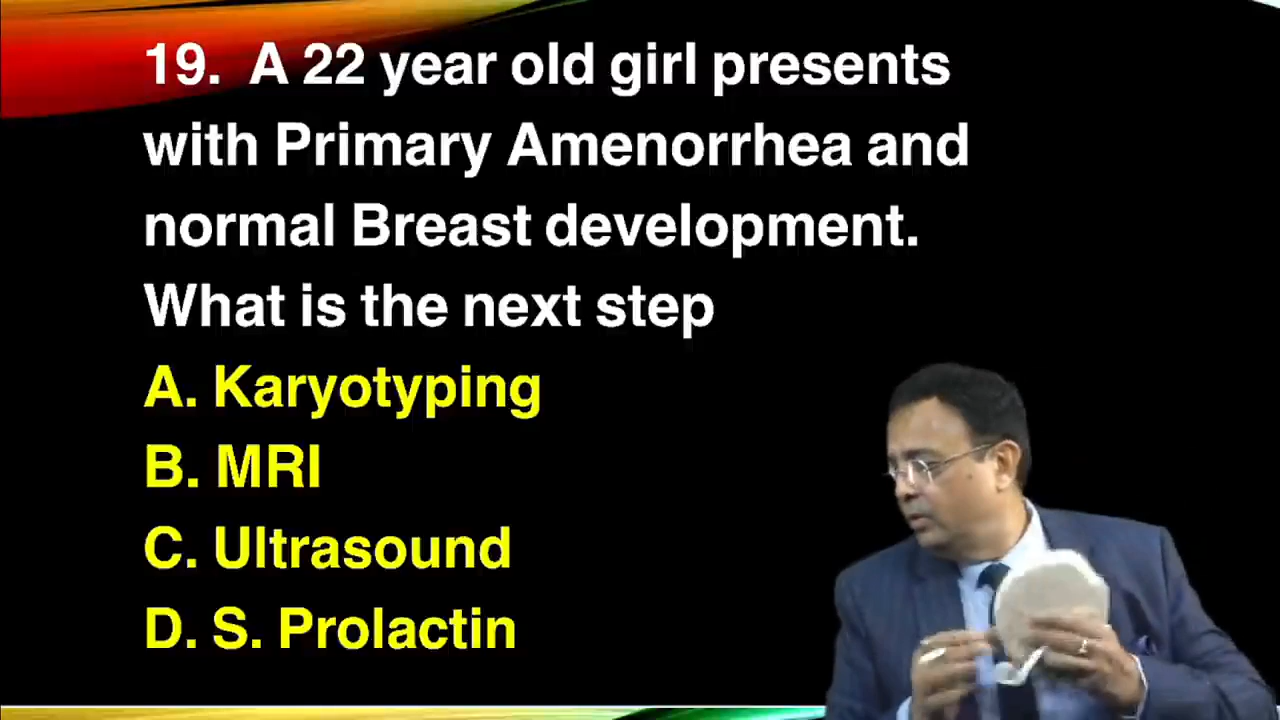 19. A 22 year old girl presents
with Primary Amenorrhea and
normal Breast development.
What is the next step
A. Karyotyping
B. MRI
C. Ultrasound
D. S. Prolactin